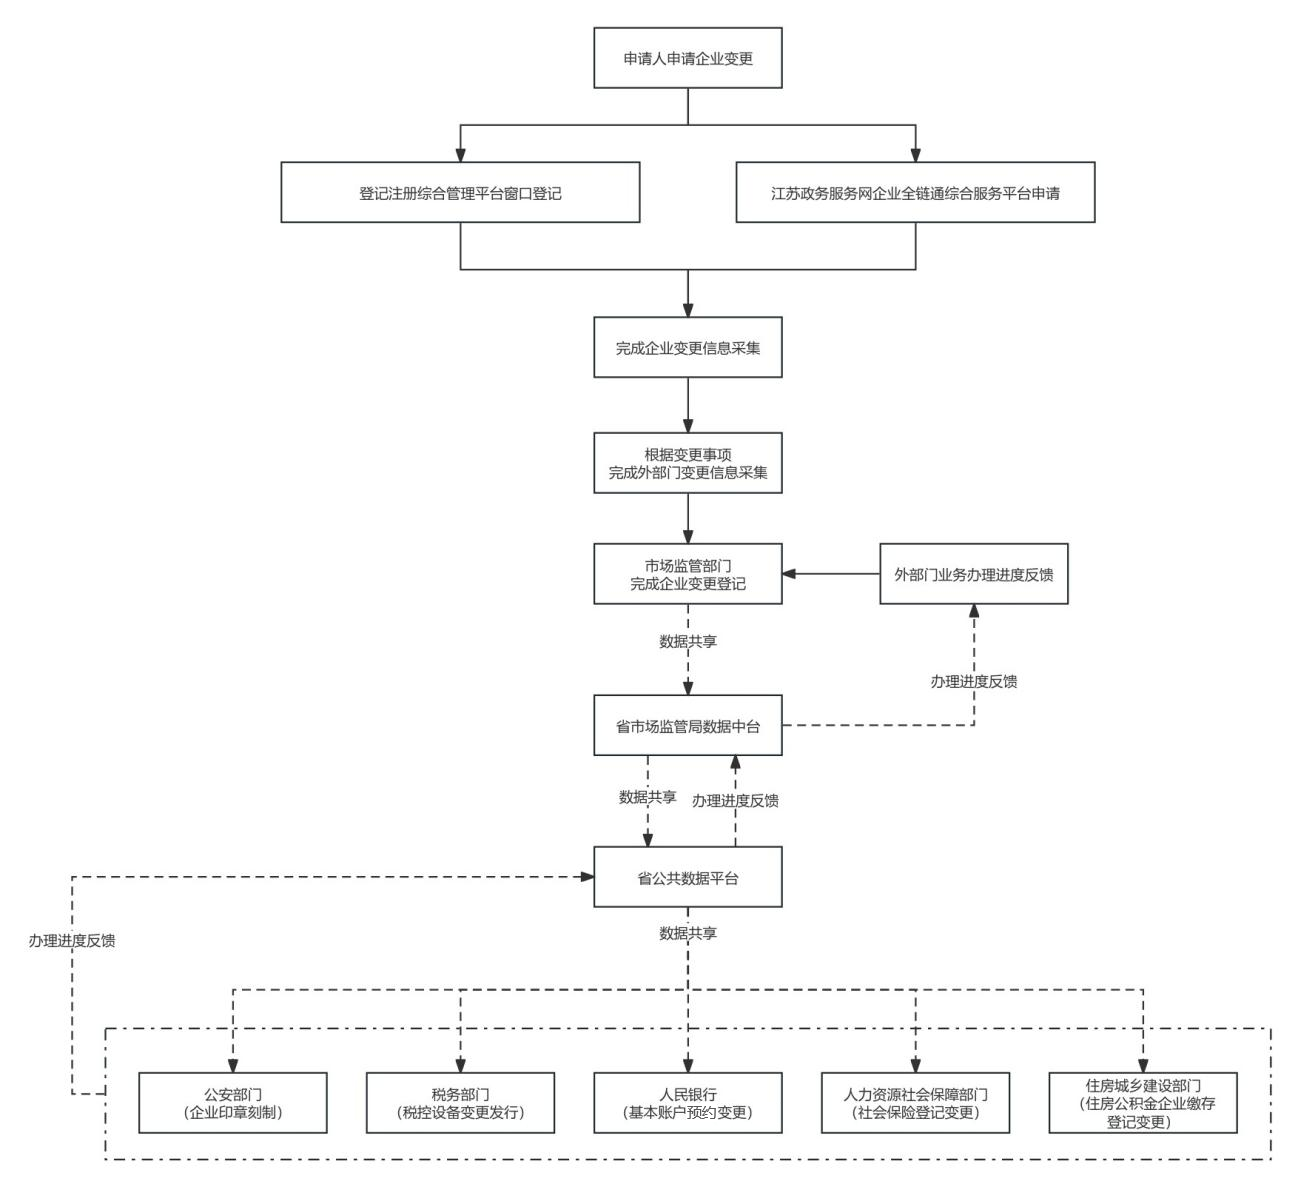 申请人申请企业变更
登记注册综合管理平台窗口登记
江苏政务服务网企业全链通综合服务平台申请
完成企业变更信息采集
根据变更事项
完成外部门变更信息采集
市场监管部门
完成企业变更登记
外部门业务办理进度反馈
数据共享
办理进度反馈
省市场监管局数据中台
数据共享
办理进度反馈
省公共数据平台
数据共享
办理进度反馈
公安部门
（企业印章刻制）
税务部门
（税控设备变更发行）
人民银行
（基本账户预约变更）
人力资源社会保障部门
（社会保险登记变更）
住房城乡建设部门
（住房公积金企业缴存
登记变更）